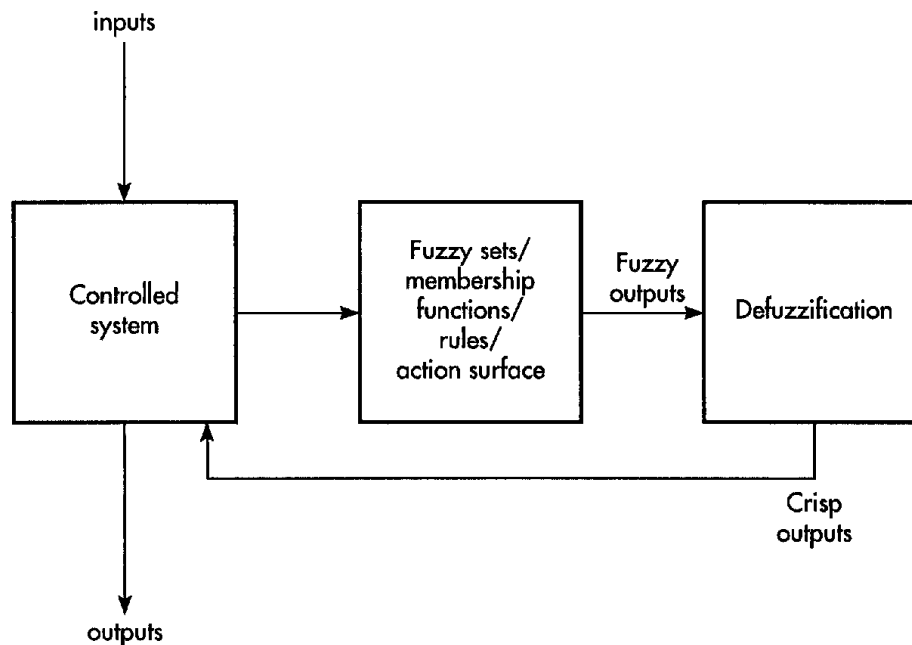 inputs
Controlled
system
Fuzzy sets/
membership
functions/
rules/
action surface
Fuzzy
outputs
Defuzzification
Crisp
outputs
outputs